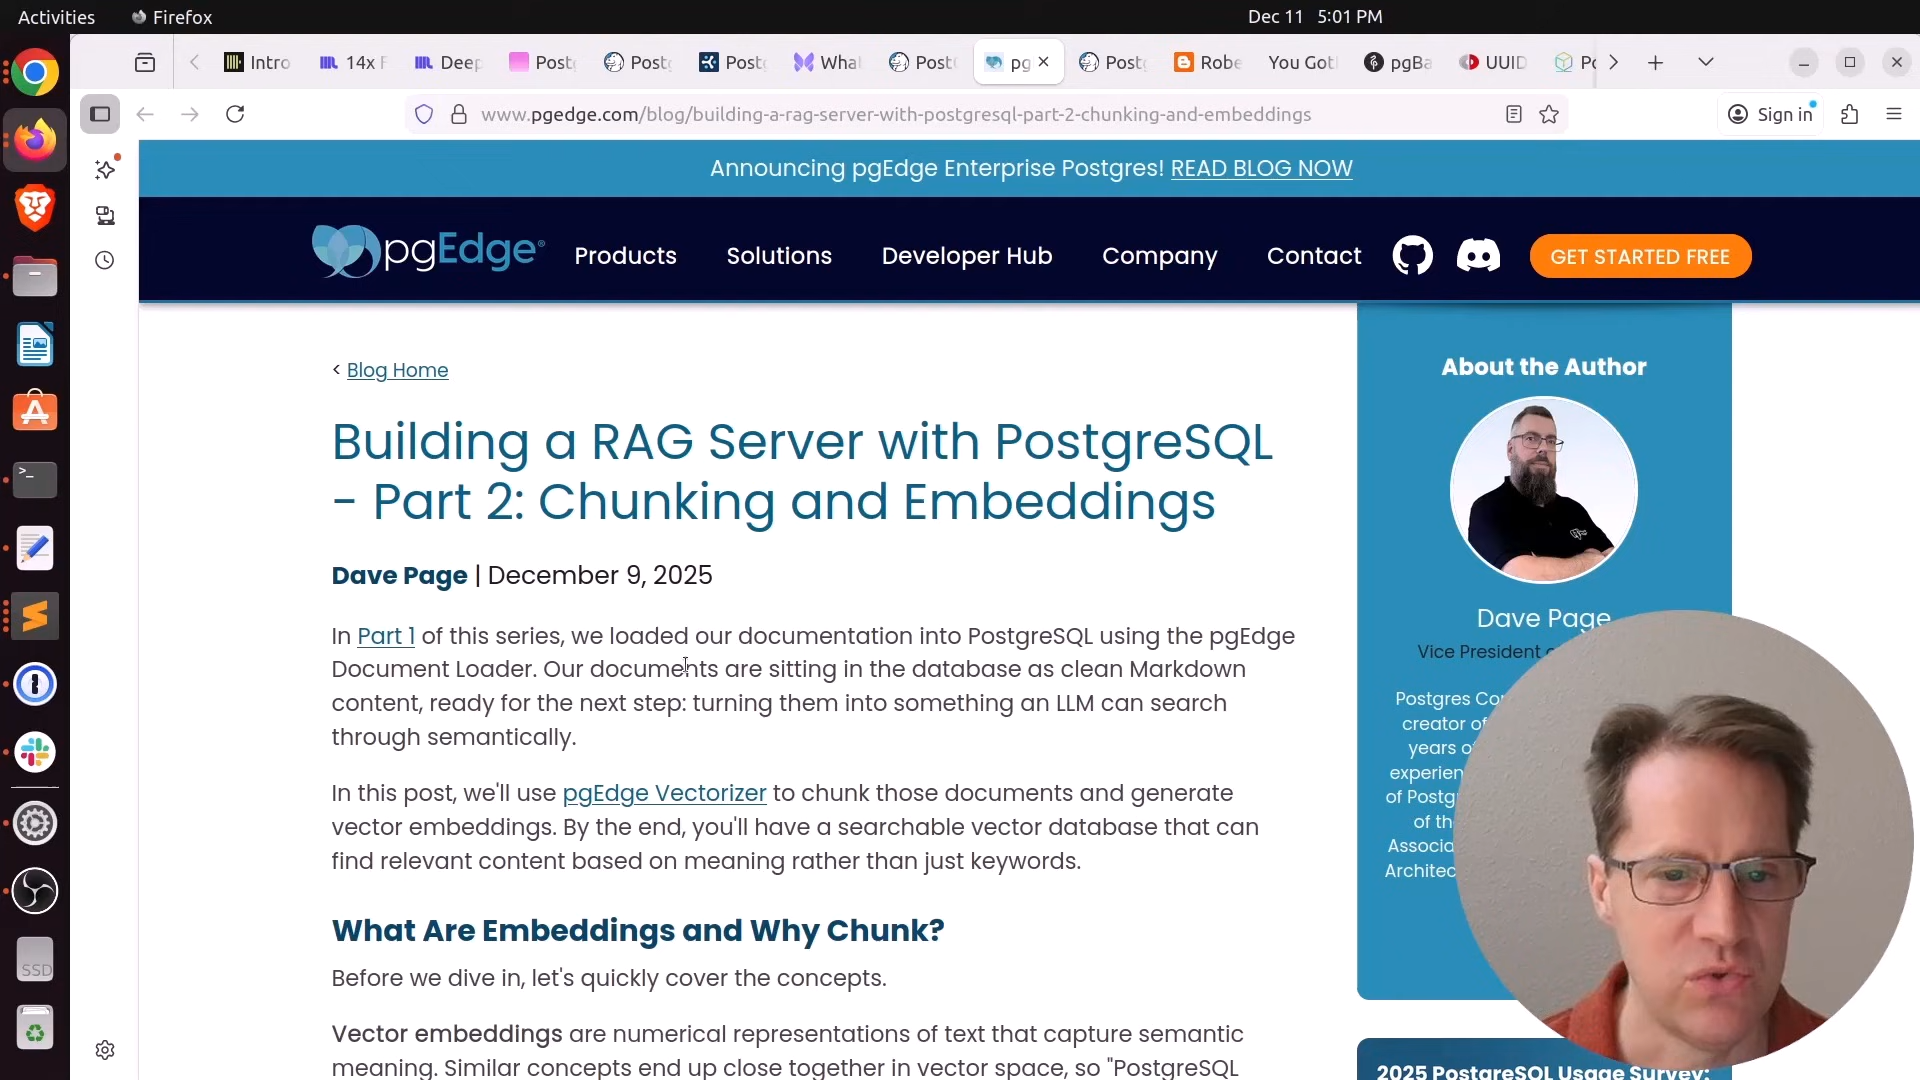 Activities
Firefox
Dec 11 5:01 PM
Intro
14x F
Deep
Post
Post
Post
What
Post
pg
Post
Robe
You Got
pgBa
UUID
Po
www.pgedge.com/blog/building-a-rag-server-with-postgresql-part-2-chunking-and-embeddings
Sign in
Announcing pgEdge Enterprise Postgres! READ BLOG NOW
pgEdge
Products
Solutions
Developer Hub
Company
Contact
GET STARTED FREE
< Blog Home
Building a RAG Server with PostgreSQL
- Part 2: Chunking and Embeddings
Dave Page | December 9, 2025
In Part 1 of this series, we loaded our documentation into PostgreSQL using the pgEdge
Document Loader. Our documents are sitting in the database as clean Markdown
content, ready for the next step: turning them into something an LLM can search
through semantically.
In this post, we'll use pgEdge Vectorizer to chunk those documents and generate
vector embeddings. By the end, you'll have a searchable vector database that can
find relevant content based on meaning rather than just keywords.
What Are Embeddings and Why Chunk?
Before we dive in, let's quickly cover the concepts.
Vector embeddings are numerical representations of text that capture semantic
meaning. Similar concepts end up close together in vector space, so "PostgreSQL
About the Author
Dave Page
Vice President
Postgres
creator
years
of
of th
2025 PostgreSQL Usage Survey:
SSD